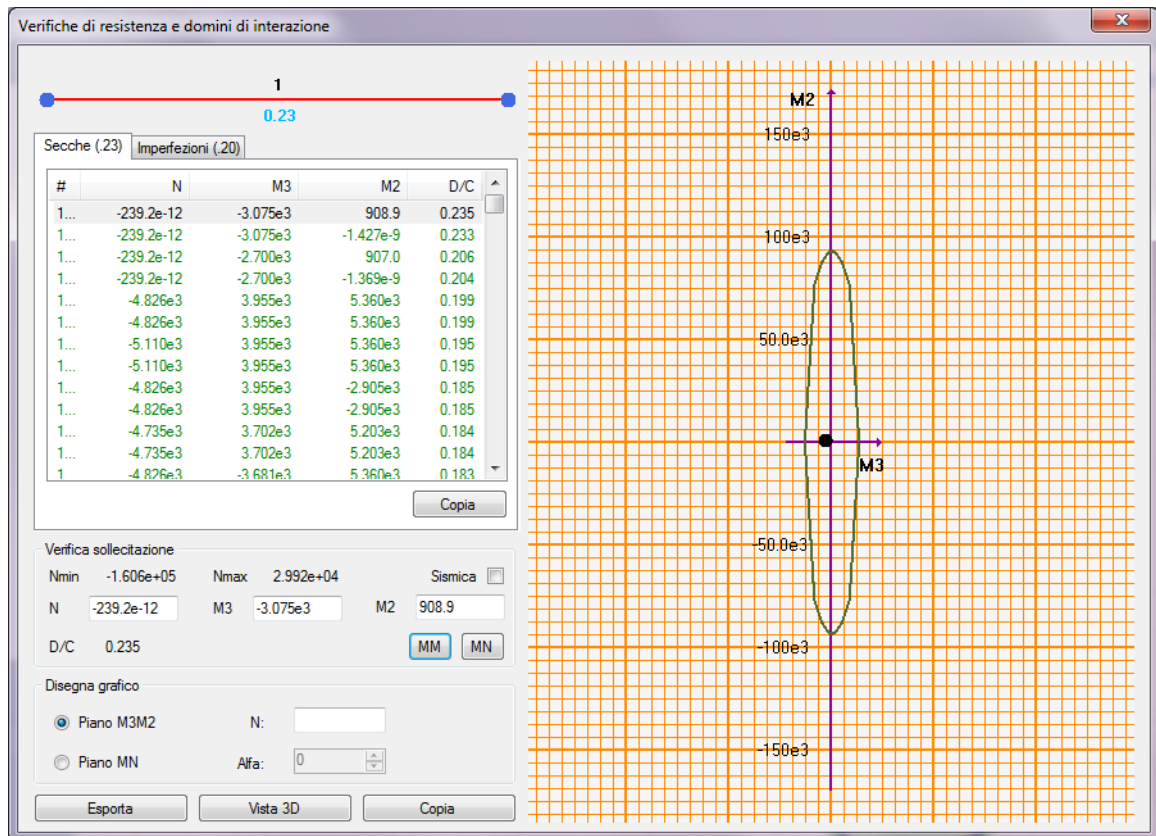 Verifiche di resistenza e domini di interazione
x
1
0.23
Secche (.23) Imperfezioni (.20)
# N M3 M2 D/C
1... -239.2e-12 -3.075e3 908.9 0.235
1... -239.2e-12 -3.075e3 -1.427e-9 0.233
1... -239.2e-12 -2.700e3 907.0 0.206
1... -239.2e-12 -2.700e3 -1.369e-9 0.204
1... -4.826e3 3.955e3 5.360e3 0.199
1... -4.826e3 3.955e3 5.360e3 0.199
1... -5.110e3 3.955e3 5.360e3 0.195
1... -5.110e3 3.955e3 5.360e3 0.195
1... -4.826e3 3.955e3 -2.905e3 0.185
1... -4.826e3 3.955e3 -2.905e3 0.185
1... -4.735e3 3.702e3 5.203e3 0.184
1... -4.735e3 3.702e3 5.203e3 0.184
1 -4.826e3 -3.681e3 5.360e3 0.183
Copia
Verifica sollecitazione
Nmin -1.606e+05 Nmax 2.992e+04 Sismica
N -239.2e-12 M3 -3.075e3 M2 908.9
D/C 0.235 MM MN
Disegna grafico
Piano M3M2 N:
Piano MN Alfa: 0
Esporta Vista 3D Copia
M2
150e3
100e3
50.0e3
M3
-50.0e3
-100e3
-150e3